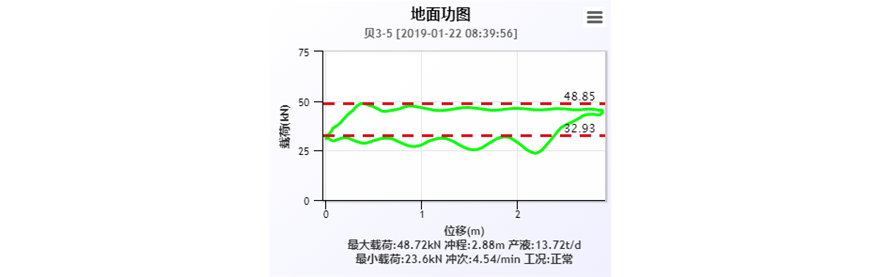 地面功图
贝3-5 [2019-01-22 08:39:56]
75
50
25
0
载荷(kN)
48.85
32.93
0 1 2
位移(m)
最大载荷:48.72kN 冲程:2.88m 产液:13.72t/d
最小载荷:23.6kN 冲次:4.54/min 工况:正常